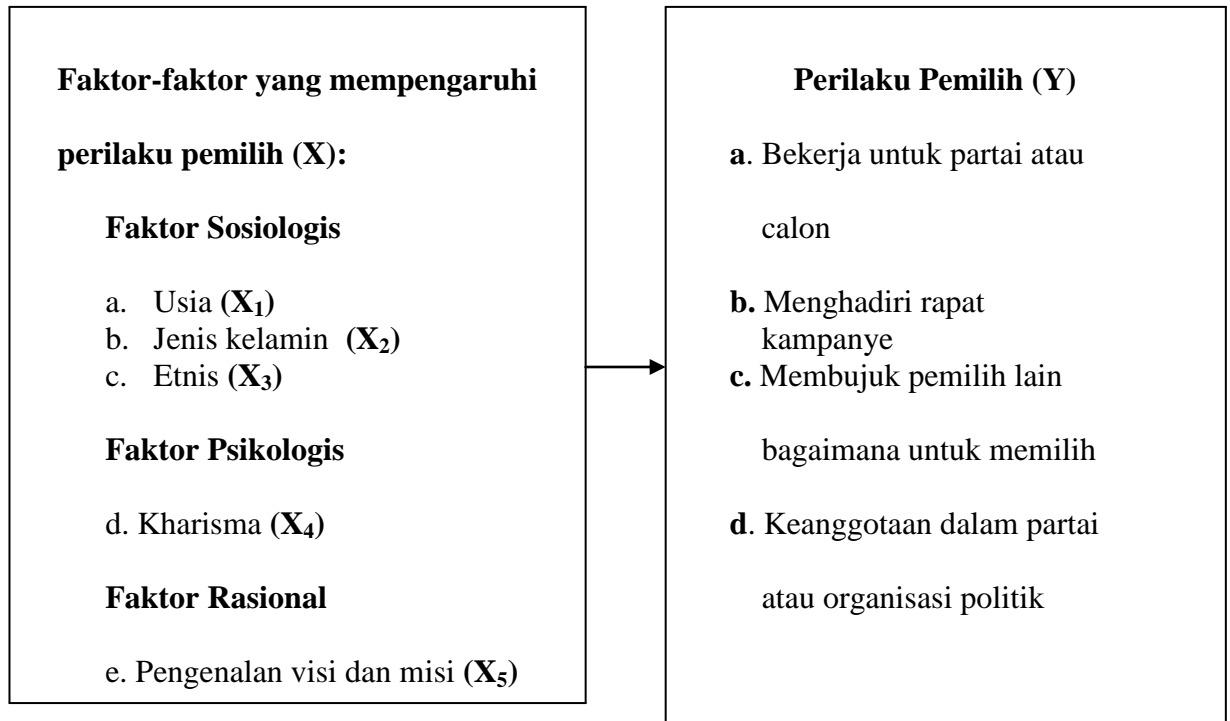 Faktor-faktor yang mempengaruhi
perilaku pemilih (X):
Faktor Sosiologis
a. Usia (X₁)
b. Jenis kelamin (X₂)
c. Etnis (X₃)
Faktor Psikologis
d. Kharisma (X₄)
Faktor Rasional
e. Pengenalan visi dan misi (X₅)
Perilaku Pemilih (Y)
a. Bekerja untuk partai atau
calon
b. Menghadiri rapat
kampanye
c. Membujuk pemilih lain
bagaimana untuk memilih
d. Keanggotaan dalam partai
atau organisasi politik